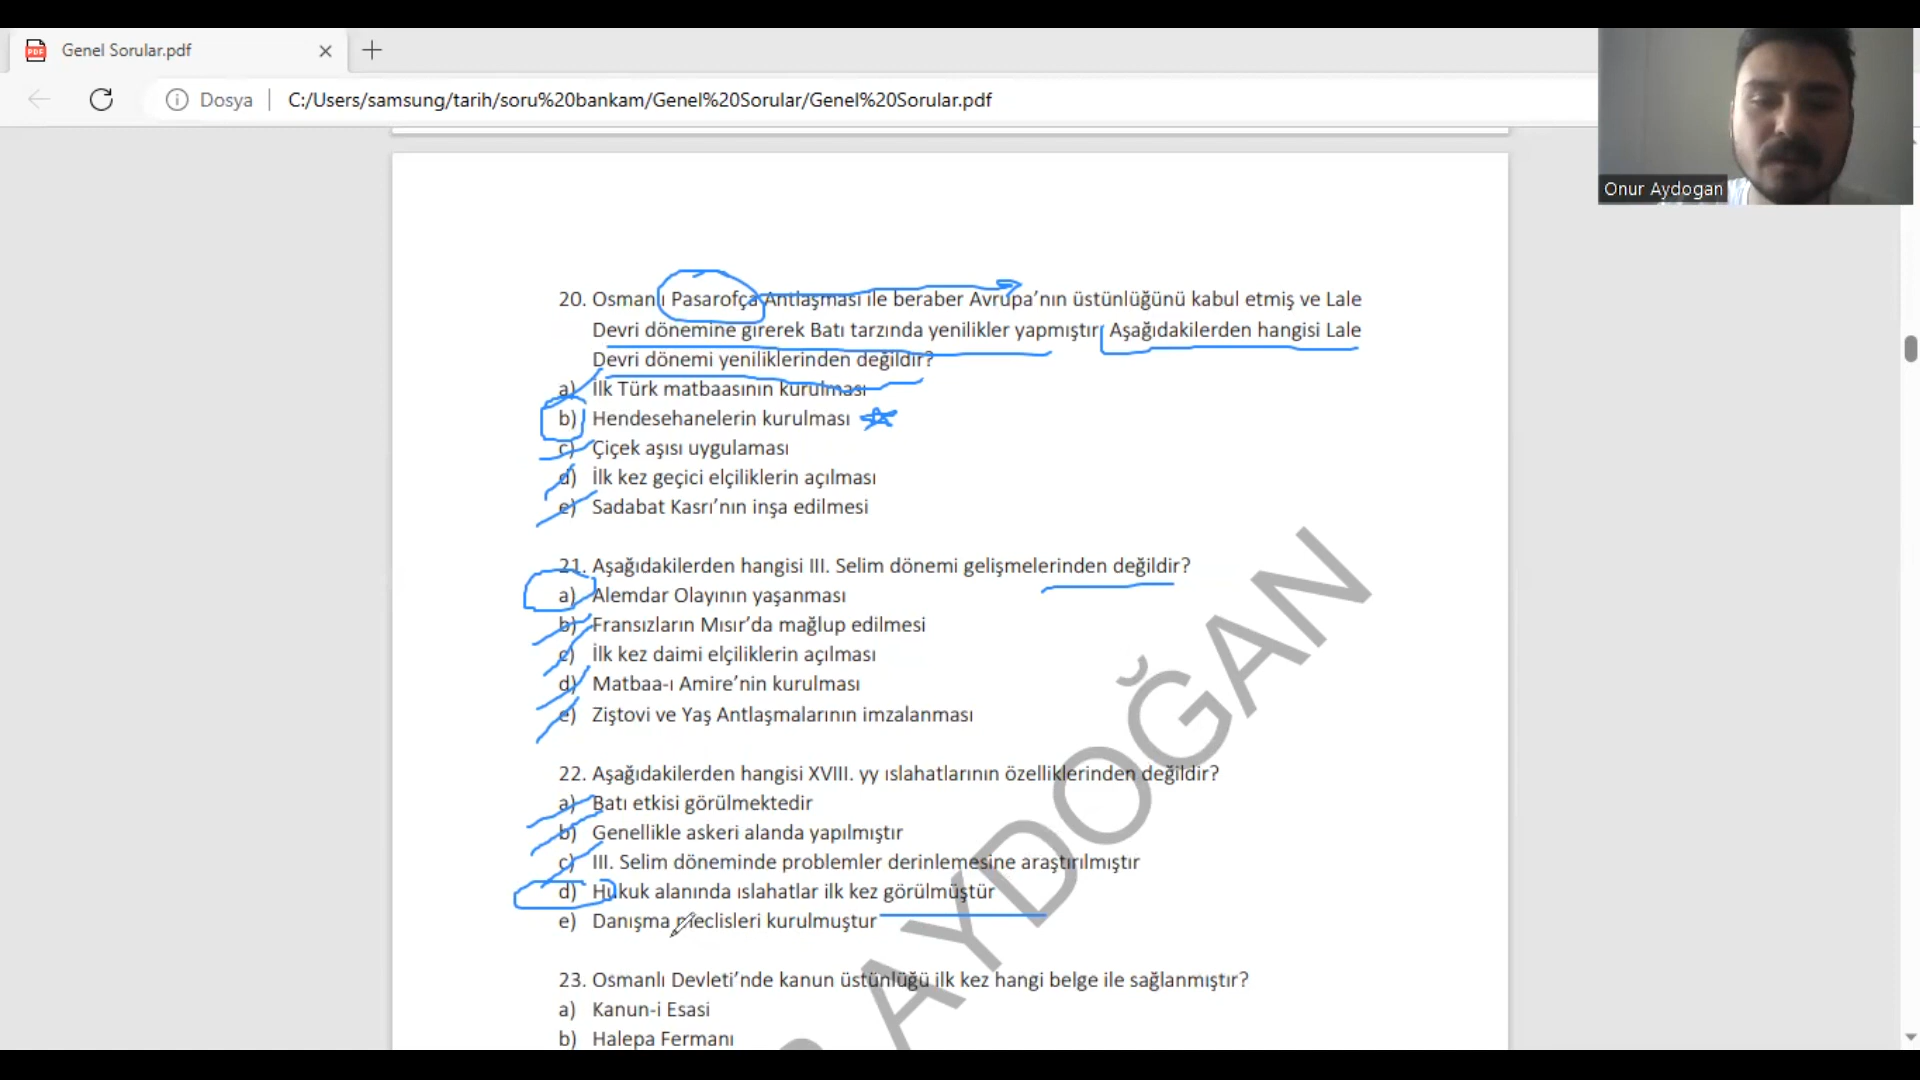 Genel Sorular.pdf
Dosya
C:/Users/samsung/tarih/soru%20bankam/Genel%20Sorular/Genel%20Sorular.pdf
Onur Aydogan
20. Osmanlı Pasarofça Antlaşması ile beraber Avrupa’nın üstünlüğünü kabul etmiş ve Lale
Devri dönemine girerek Batı tarzında yenilikler yapmıştır. Aşağıdakilerden hangisi Lale
Devri dönemi yeniliklerinden değildir?
a) İlk Türk matbaasının kurulması
b) Hendesehanelerin kurulması
c) Çiçek aşısı uygulaması
d) İlk kez geçici elçiliklerin açılması
e) Sadabat Kasrı’nın inşa edilmesi
21. Aşağıdakilerden hangisi III. Selim dönemi gelişmelerinden değildir?
a) Alemdar Olayının yaşanması
b) Fransızların Mısır’da mağlup edilmesi
c) İlk kez daimi elçiliklerin açılması
d) Matbaa-ı Amire’nin kurulması
e) Ziştovi ve Yaş Antlaşmalarının imzalanması
22. Aşağıdakilerden hangisi XVIII. yy ıslahatlarının özelliklerinden değildir?
a) Batı etkisi görülmektedir
b) Genellikle askeri alanda yapılmıştır
c) III. Selim döneminde problemler derinlemesine araştırılmıştır
d) Hukuk alanında ıslahatlar ilk kez görülmüştür
e) Danışma meclisleri kurulmuştur
23. Osmanlı Devleti’nde kanun üstünlüğü ilk kez hangi belge ile sağlanmıştır?
a) Kanun-i Esasi
b) Halepa Fermanı
AYDOĞAN